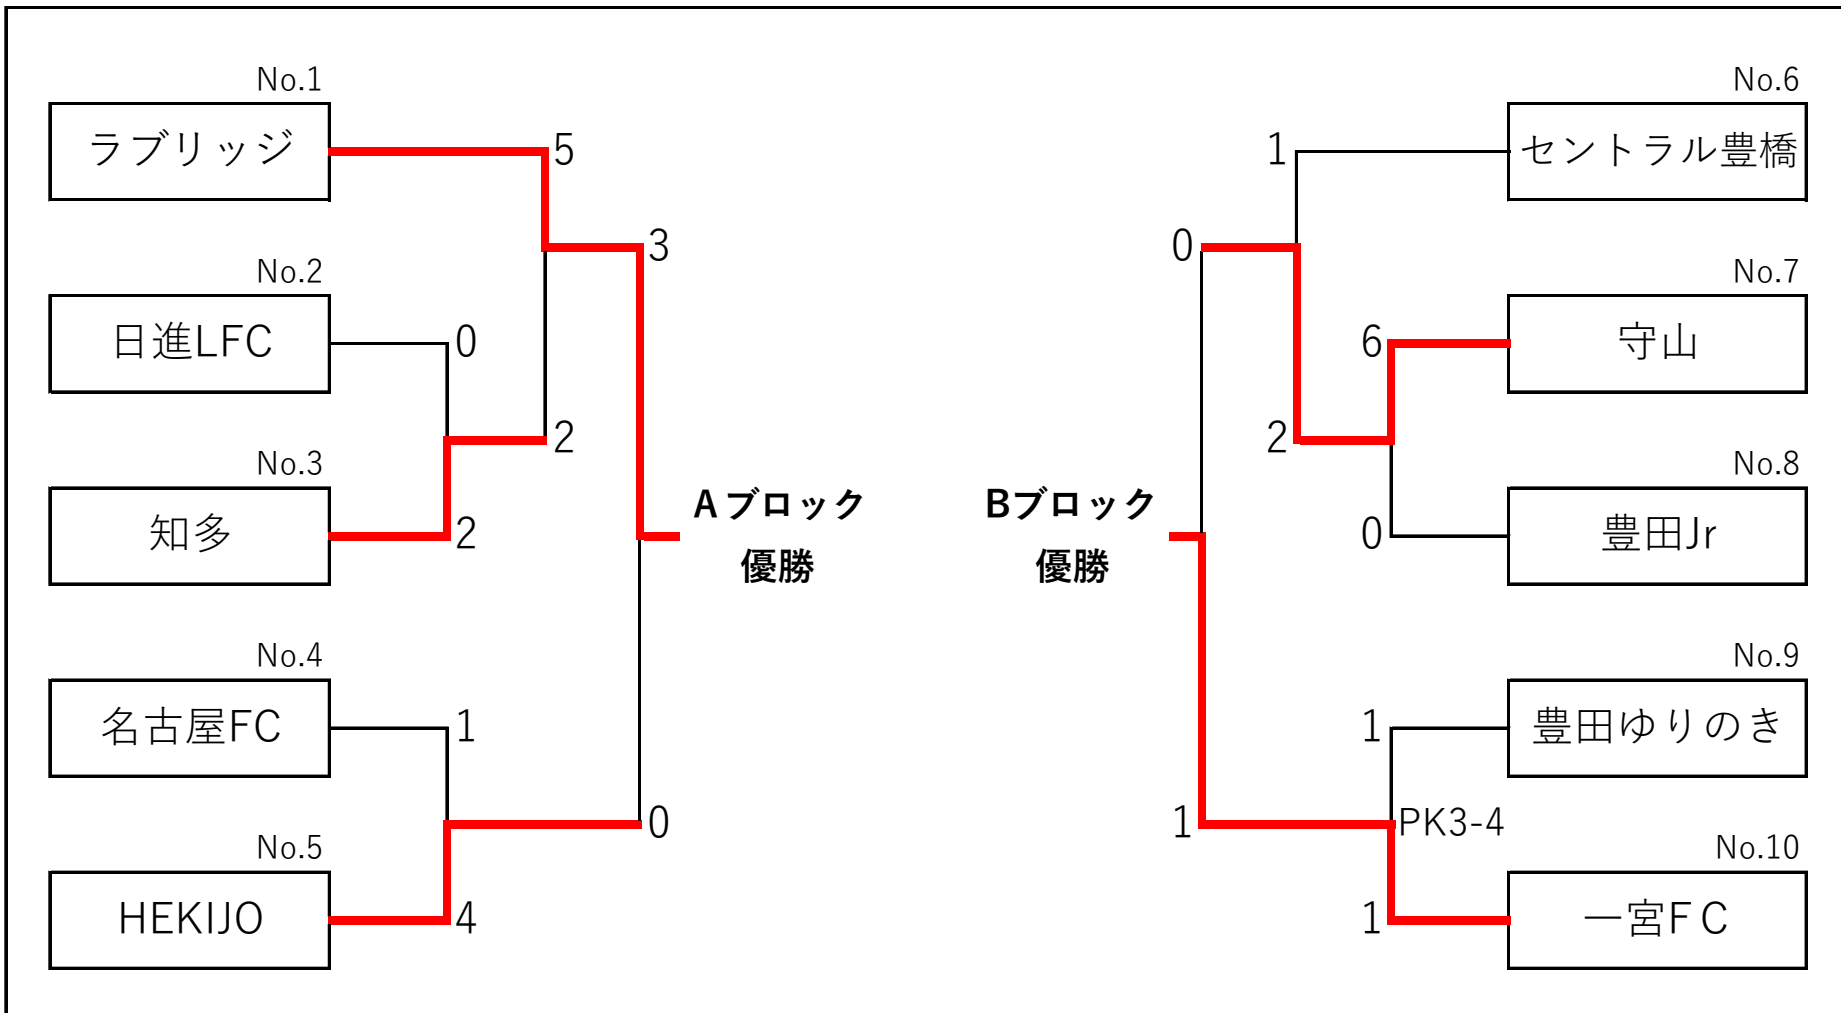 No.1
ラブリッジ
5
3
No.2
日進LFC
0
2
No.3
知多
2
Aブロック
優勝
No.4
名古屋FC
1
0
No.5
HEKIJO
4
No.6
セントラル豊橋
1
0
No.7
守山
6
2
No.8
豊田Jr
0
Bブロック
優勝
No.9
豊田ゆりのき
1
PK3-4
1
No.10
一宮FC
1